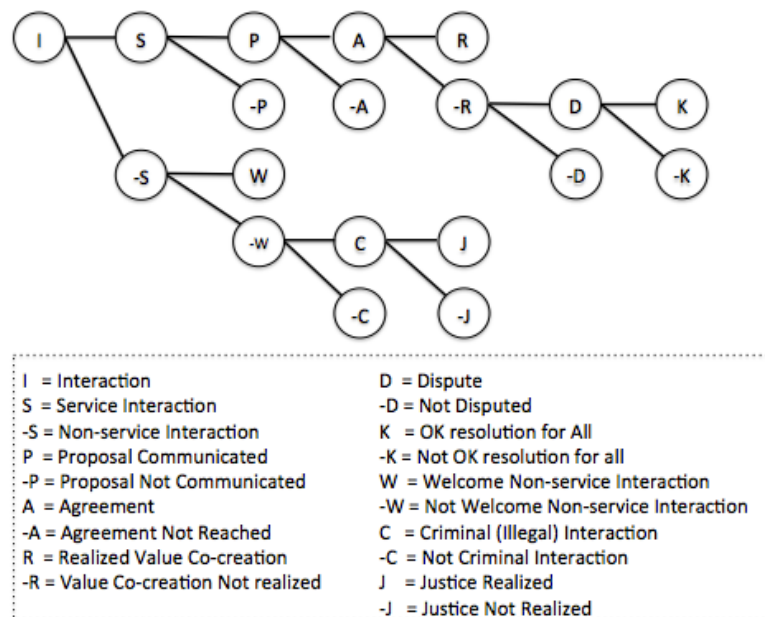 I S P A R
-P -A -R D K
-S W -D -K
-W C J
-C -J
I = Interaction
S = Service Interaction
-S = Non-service Interaction
P = Proposal Communicated
-P = Proposal Not Communicated
A = Agreement
-A = Agreement Not Reached
R = Realized Value Co-creation
-R = Value Co-creation Not realized
D = Dispute
-D = Not Disputed
K = OK resolution for All
-K = Not OK resolution for all
W = Welcome Non-service Interaction
-W = Not Welcome Non-service Interaction
C = Criminal (Illegal) Interaction
-C = Not Criminal Interaction
J = Justice Realized
-J = Justice Not Realized